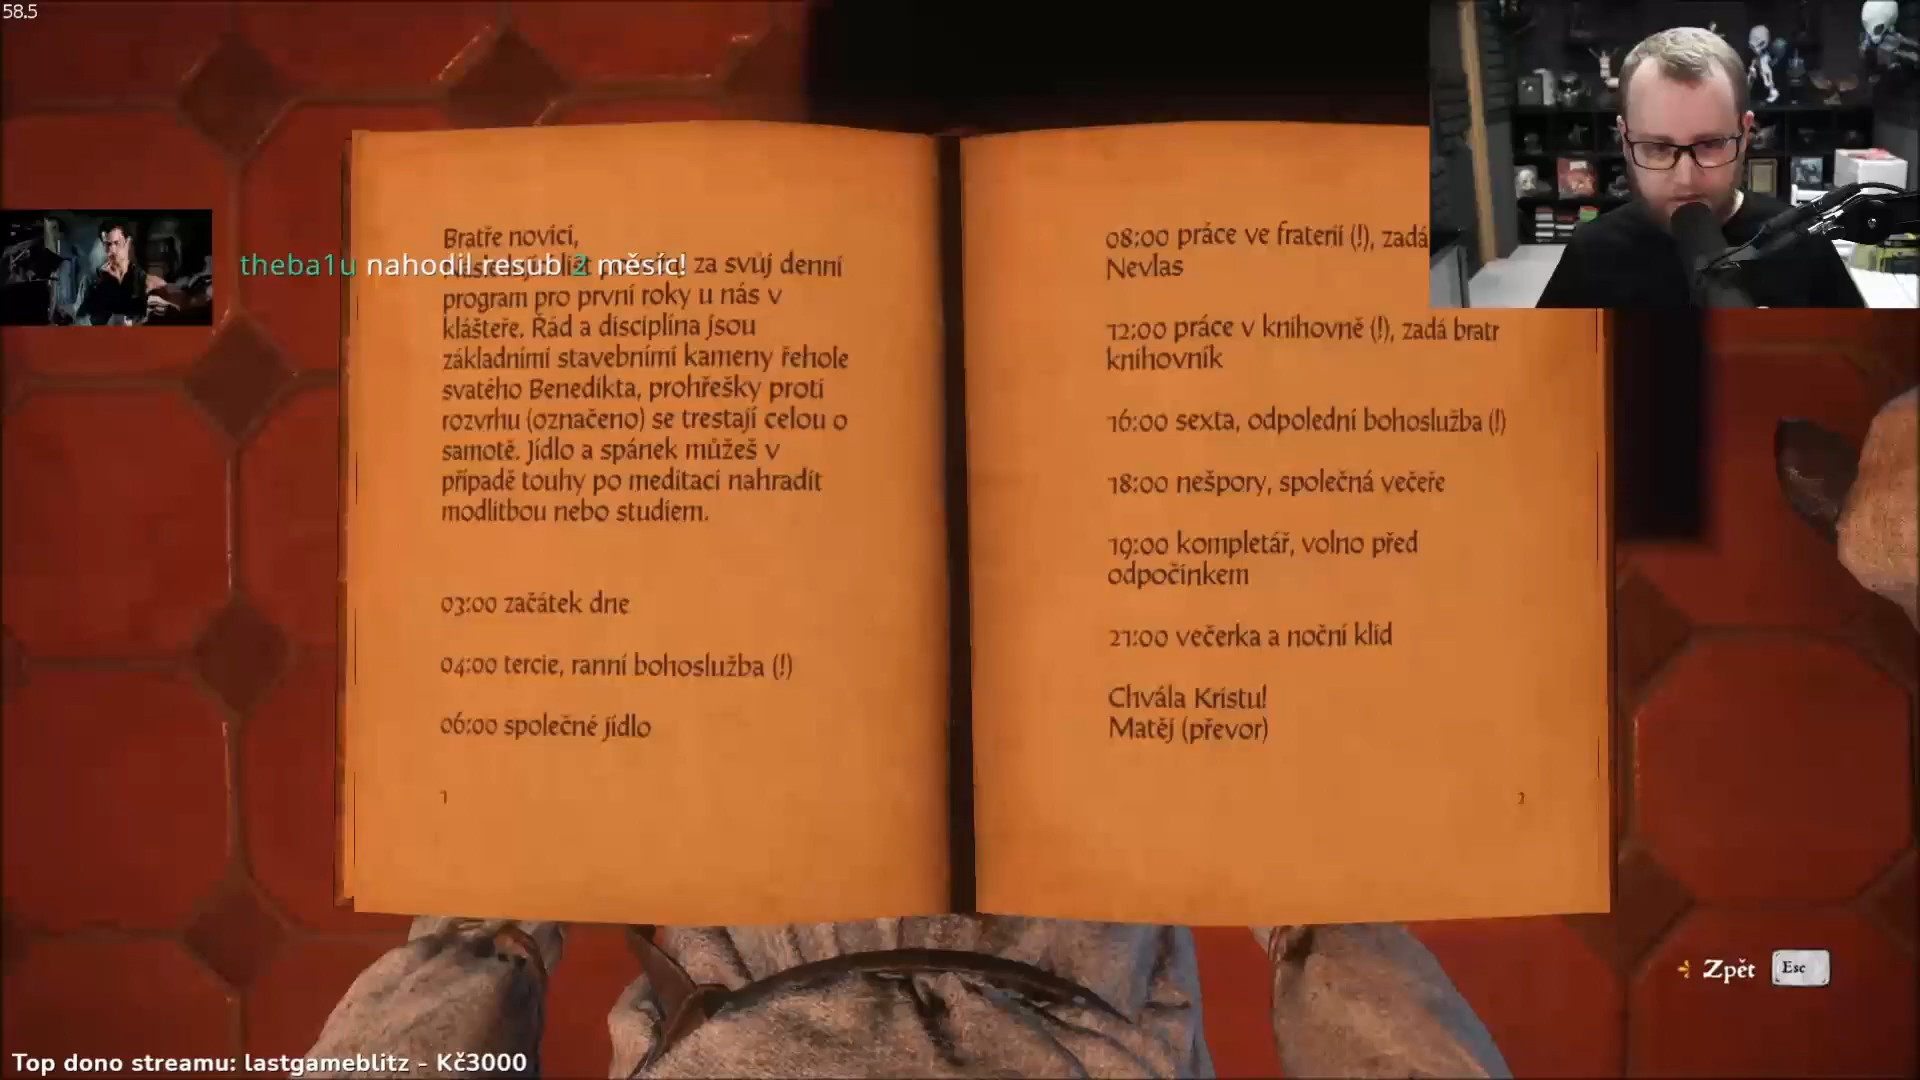 58.5
Bratře novici,
theba1u nahodil resub 2 měsíc!
za svůj denní
program pro první roky u nás v
klášteře. Řád a disciplína jsou
základními stavebními kameny řehole
svatého Benedikta, prohřešky proti
rozvrhu (označeno) se trestají celou o
samotě. Jídlo a spánek můžeš v
případě touhy po meditaci nahradit
modlitbou nebo studiem.
03:00 začátek dne
04:00 tercie, ranní bohoslužba (!)
06:00 společné jídlo
1
08:00 práce ve fraterii (!), zadá
Nevlas
12:00 práce v knihovně (!), zadá bratr
knihovník
16:00 sexta, odpolední bohoslužba (!)
18:00 nešpory, společná večeře
19:00 kompletář, volno před
odpočinkem
21:00 večerka a noční klid
Chvála Kristu!
Matěj (převor)
2
Zpět Esc
Top dono streamu: lastgameblitz - Kč3000